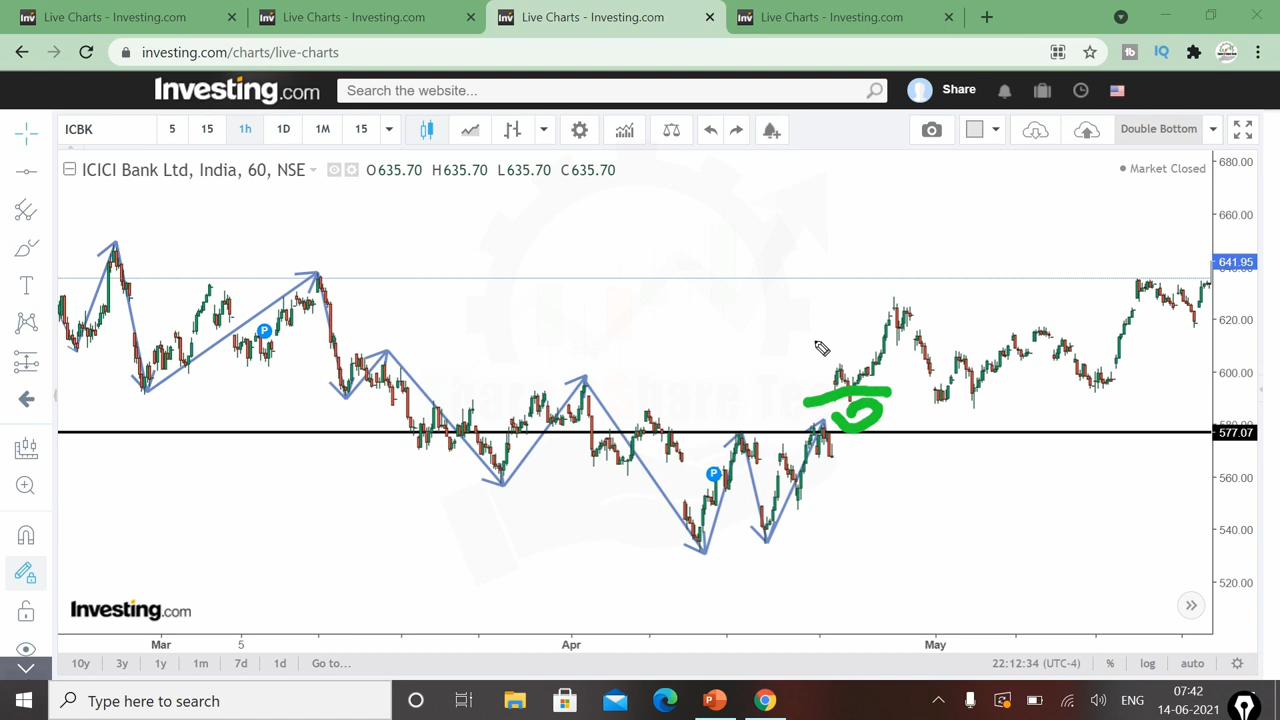 Live Charts - Investing.com
Live Charts - Investing.com
Live Charts - Investing.com
Live Charts - Investing.com
investing.com/charts/live-charts
Investing.com
Search the website...
Share
ICBK
5
15
1h
1D
1M
15
Double Bottom
ICICI Bank Ltd, India, 60, NSE
O635.70 H635.70 L635.70 C635.70
Market Closed
680.00
660.00
641.95
620.00
600.00
577.07
560.00
540.00
520.00
P
P
Investing.com
Mar
5
Apr
May
10y
3y
1y
1m
7d
1d
Go to...
22:12:34 (UTC-4)
%
log
auto
Type here to search
ENG
07:42
14-06-2021